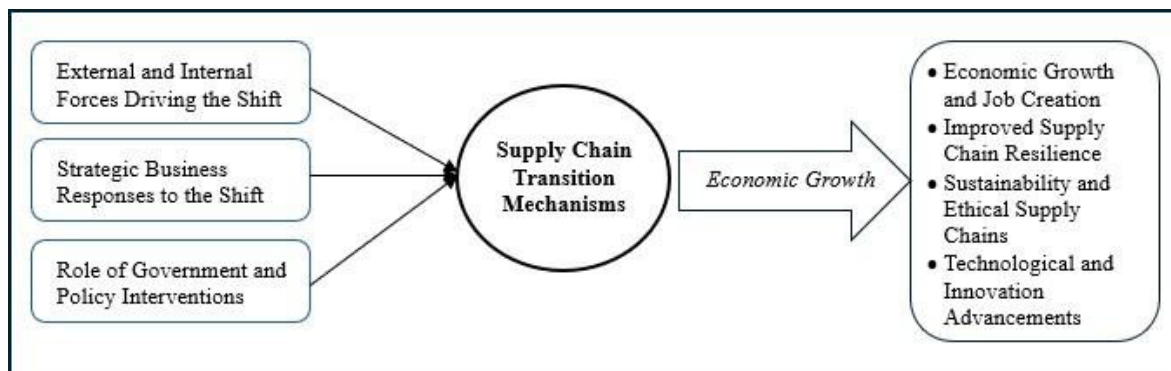 External and Internal
Forces Driving the Shift
Strategic Business
Responses to the Shift
Role of Government and
Policy Interventions
Supply Chain
Transition
Mechanisms
Economic Growth
• Economic Growth
and Job Creation
• Improved Supply
Chain Resilience
• Sustainability and
Ethical Supply
Chains
• Technological and
Innovation
Advancements